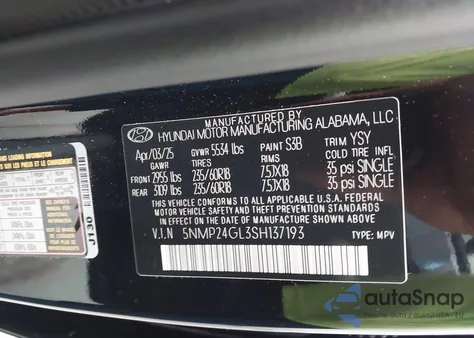 MANUFACTURED BY
HYUNDAI MOTOR MANUFACTURING ALABAMA, LLC
Apr/03/25 GVWR 5534 lbs PAINT S3B TRIM YSY
GAWR TIRES RIMS COLD TIRE INFL
FRONT 2955 lbs 235/60R18 7.5JX18 35 psi SINGLE
REAR 3109 lbs 235/60R18 7.5JX18 35 psi SINGLE
THIS VEHICLE CONFORMS TO ALL APPLICABLE U.S.A. FEDERAL
MOTOR VEHICLE SAFETY, BUMPER, AND THEFT
PREVENTION STANDARDS IN EFFECT ON THE DATE OF
MANUFACTURE SHOWN ABOVE.
V.I.N 5NMP24GL3SH137193 TYPE: MPV
J130
autoSnap